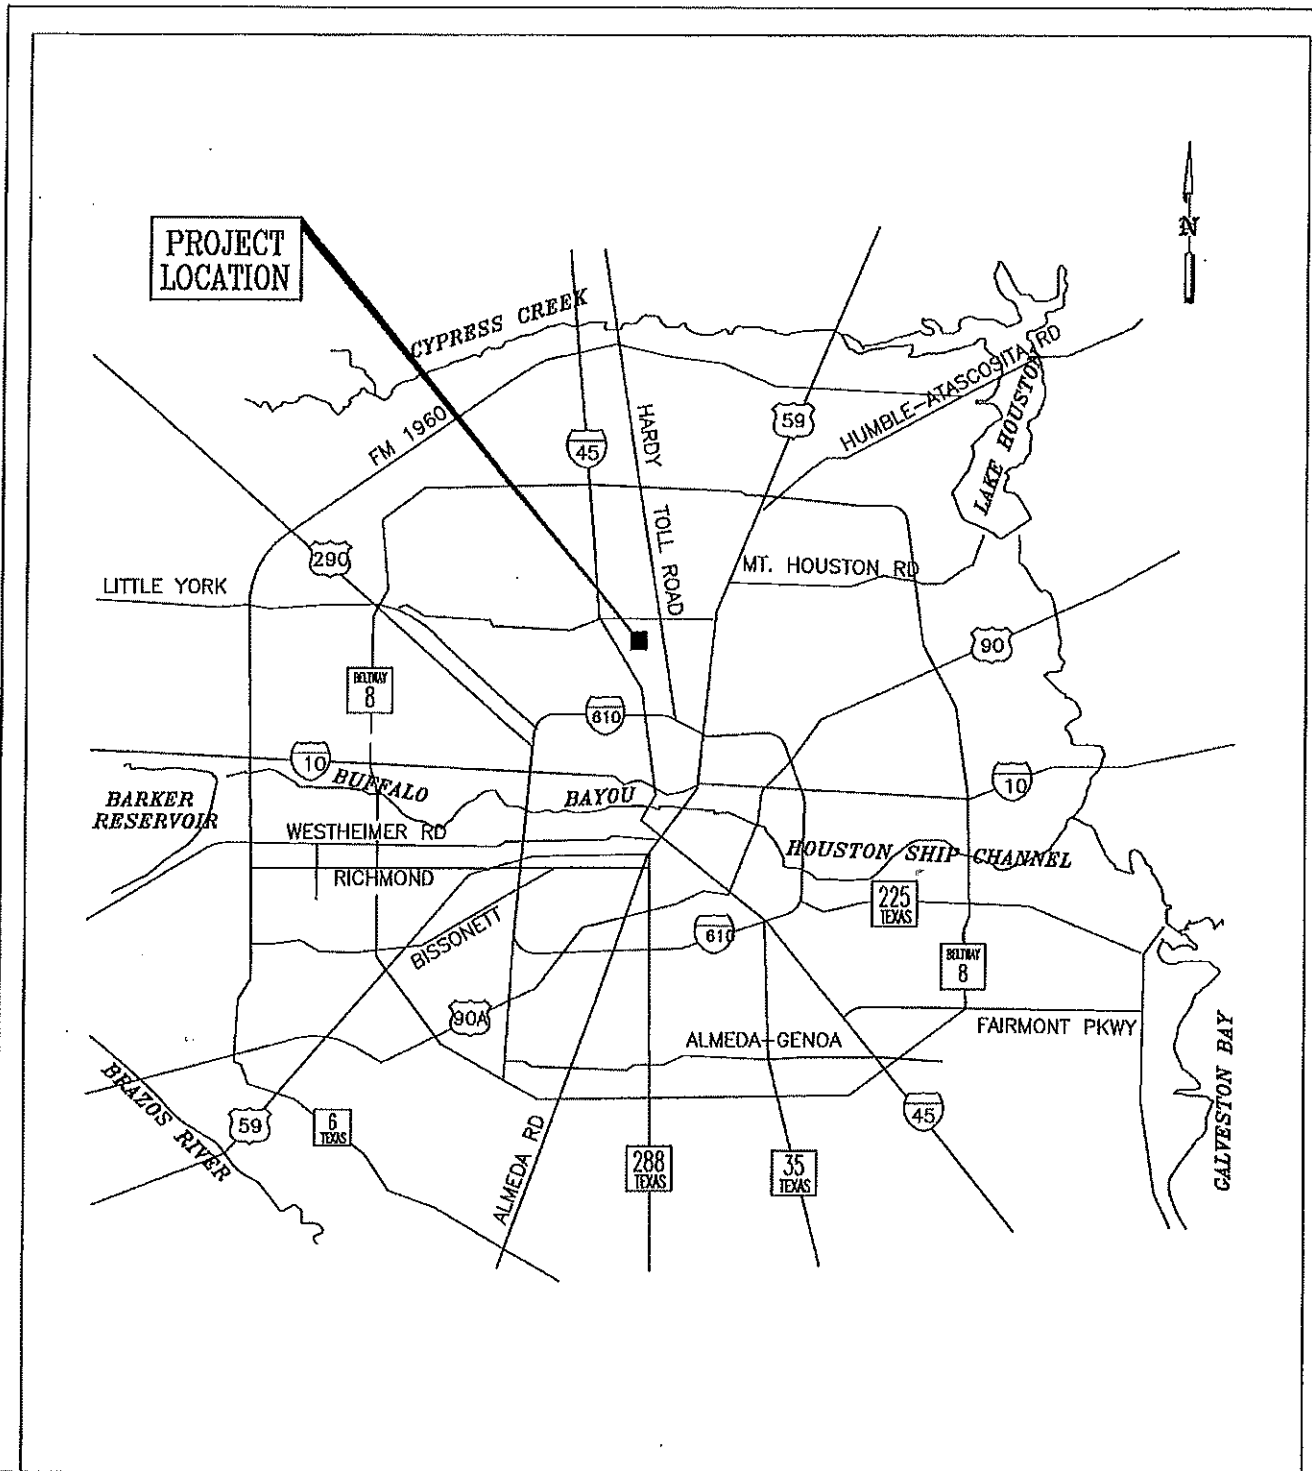 N
PROJECT
LOCATION
CYPRESS CREEK
HUMBLE-ATASCOSITA RD
LAKE HOUSTON
FM 1960
45
HARDY
TOLL ROAD
59
290
LITTLE YORK
MT. HOUSTON RD
90
BELTWAY
8
610
10
BUFFALO
BAYOU
10
BARKER
RESERVOIR
WESTHEIMER RD
HOUSTON SHIP CHANNEL
RICHMOND
225
TEXAS
BISSONETT
610
BELTWAY
8
90A
FAIRMONT PKWY
ALMEDA-GENOA
GALVESTON BAY
BRAZOS RIVER
59
6
TEXAS
45
ALMEDA RD
288
TEXAS
35
TEXAS